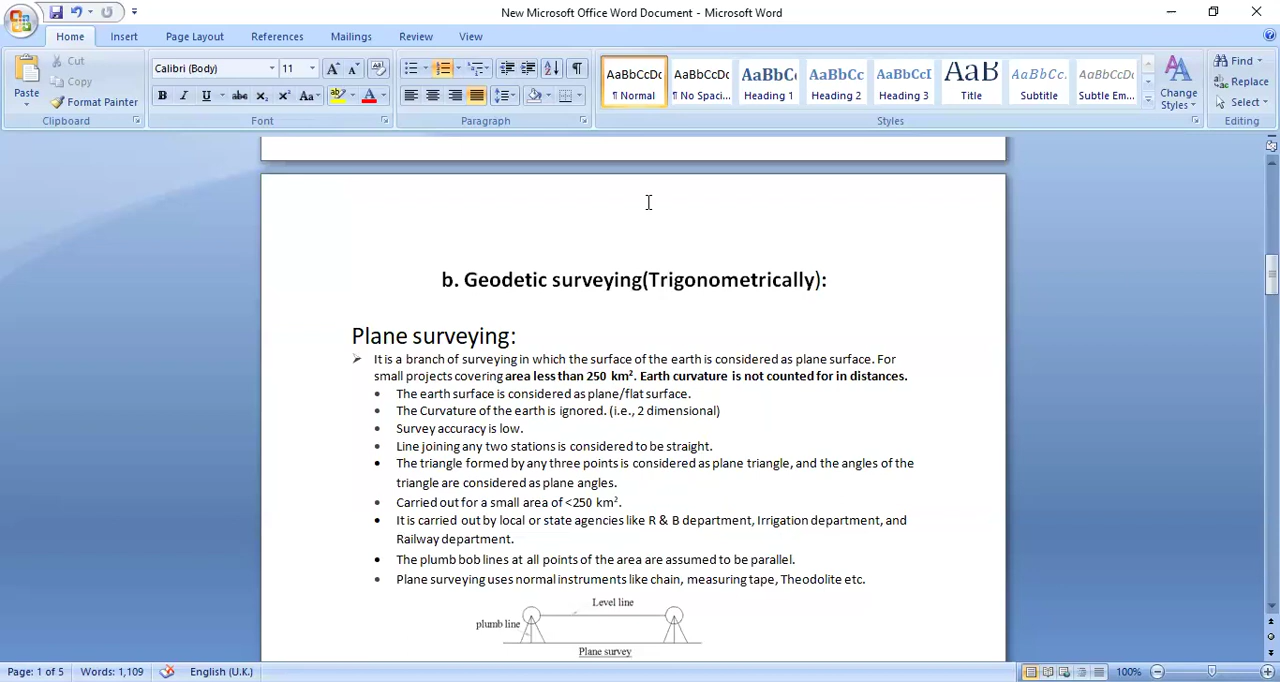 New Microsoft Office Word Document - Microsoft Word
Home Insert Page Layout References Mailings Review View
Paste
Cut
Copy
Format Painter
Clipboard
Calibri (Body) 11
Font
Paragraph
AaBbCcDc AaBbCcDc AaBbC AaBbCc AaBbCcI AaB AaBbCc. AaBbCcDc
¶ Normal ¶ No Spaci... Heading 1 Heading 2 Heading 3 Title Subtitle Subtle Em...
Change
Styles
Styles
Find
Replace
Select
Editing
b. Geodetic surveying(Trigonometrically):
Plane surveying:
It is a branch of surveying in which the surface of the earth is considered as plane surface. For
small projects covering area less than 250 km². Earth curvature is not counted for in distances.
• The earth surface is considered as plane/flat surface.
• The Curvature of the earth is ignored. (i.e., 2 dimensional)
• Survey accuracy is low.
• Line joining any two stations is considered to be straight.
• The triangle formed by any three points is considered as plane triangle, and the angles of the
triangle are considered as plane angles.
• Carried out for a small area of <250 km².
• It is carried out by local or state agencies like R & B department, Irrigation department, and
Railway department.
• The plumb bob lines at all points of the area are assumed to be parallel.
• Plane surveying uses normal instruments like chain, measuring tape, Theodolite etc.
Level line
plumb line
Plane survey
Page: 1 of 5 Words: 1,109 English (U.K.) 100%